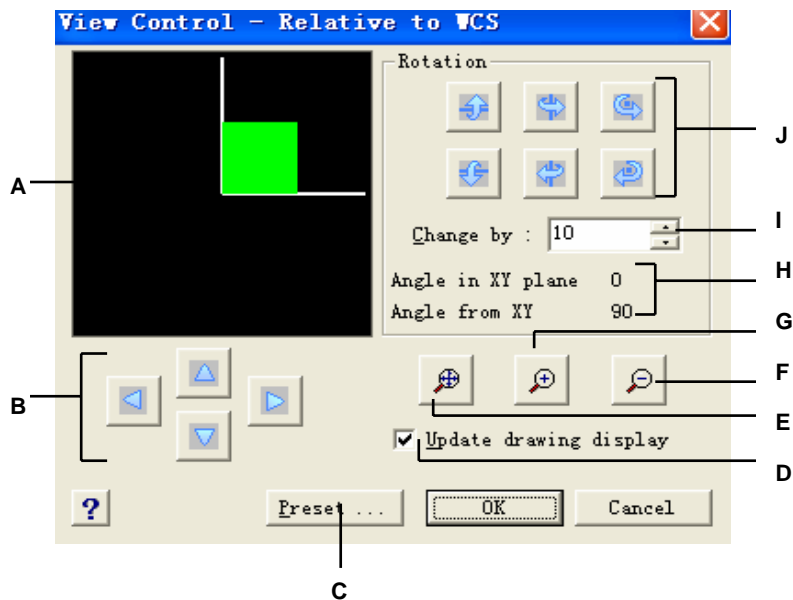 View Control - Relative to WCS
Rotation
J
A
Change by : 10
I
Angle in XY plane 0
H
Angle from XY 90
G
F
B
E
Update drawing display
D
?
Preset ...
OK
Cancel
C